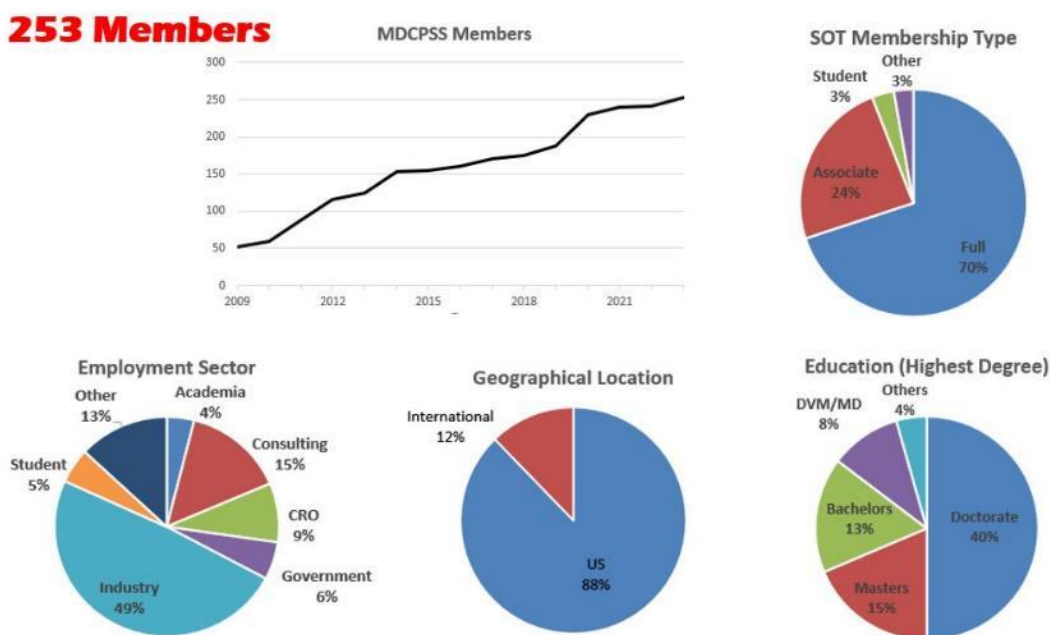 253 Members
MDCPSS Members
300
250
200
150
100
50
0
2009
2012
2015
2018
2021
SOT Membership Type
Other
3%
Student
3%
Associate
24%
Full
70%
Employment Sector
Academia
4%
Consulting
15%
CRO
9%
Government
6%
Industry
49%
Student
5%
Other
13%
Geographical Location
International
12%
US
88%
Education (Highest Degree)
Others
4%
DVM/MD
8%
Bachelors
13%
Masters
15%
Doctorate
40%